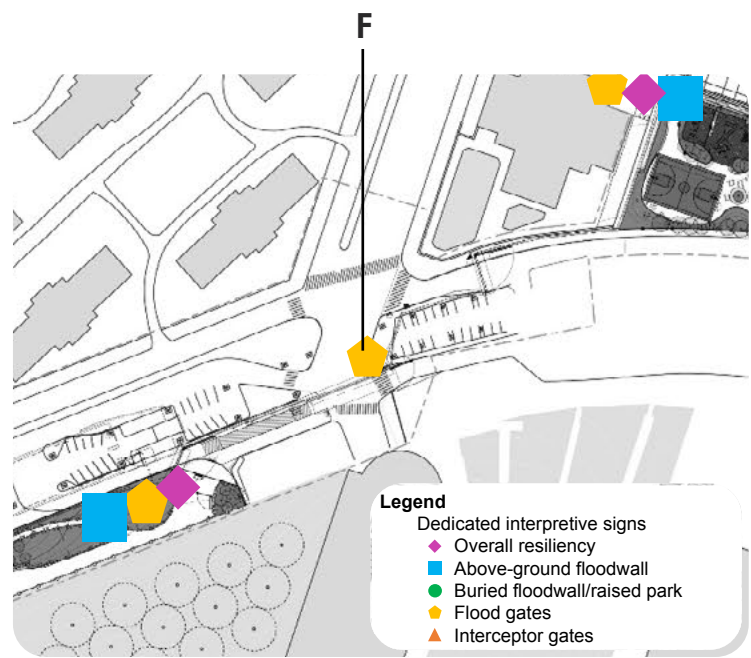 F
Legend
Dedicated interpretive signs
Overall resiliency
Above-ground floodwall
Buried floodwall/raised park
Flood gates
Interceptor gates